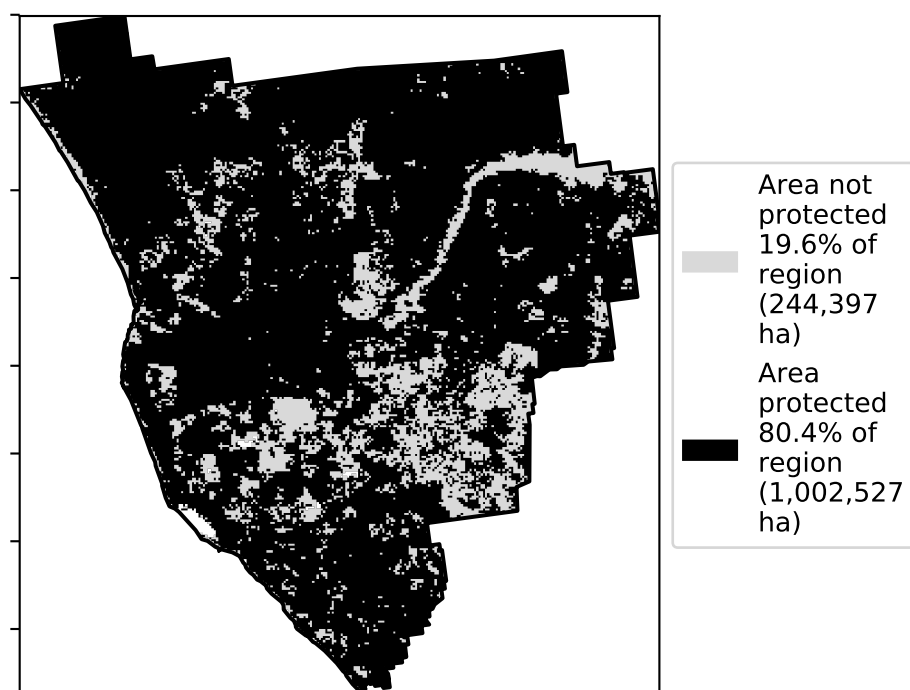 Area not
protected
19.6% of
region
(244,397
ha)
Area
protected
80.4% of
region
(1,002,527
ha)